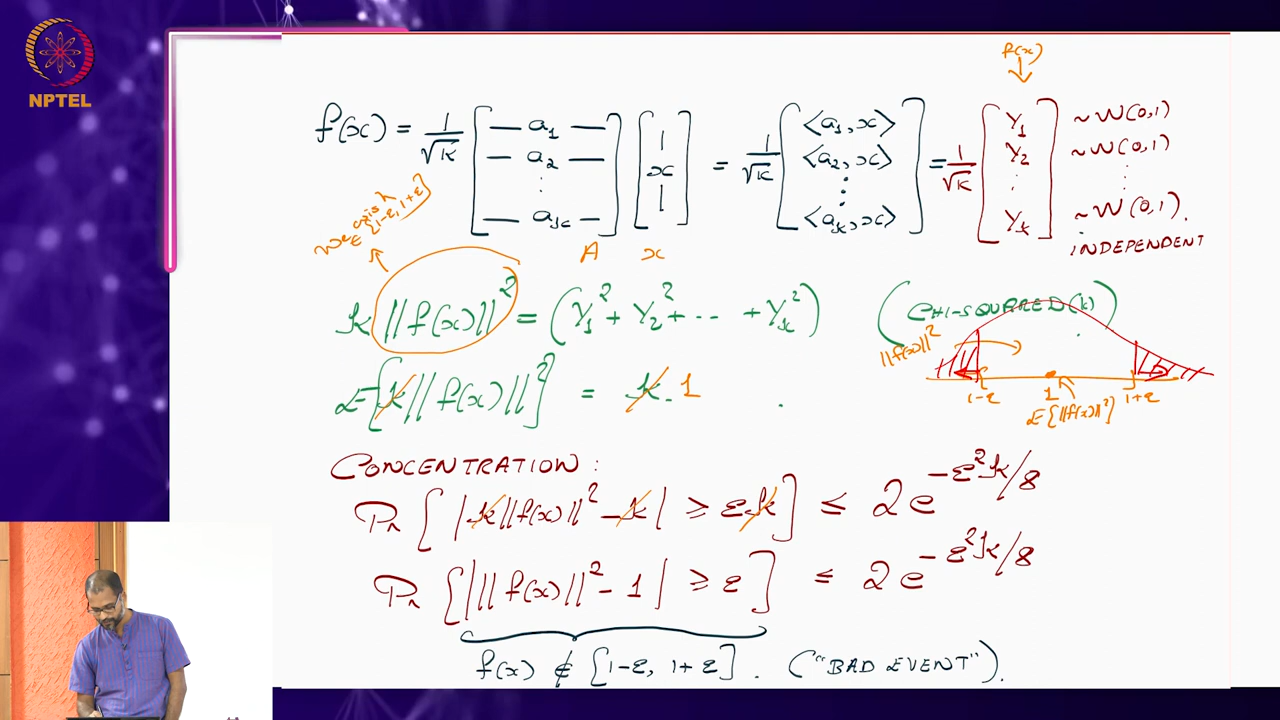 NPTEL
f(x)
f(x) = 1/√k [— a₁ — — a₂ — ⋮ — aₖ —] [| x |] = 1/√k [<a₁, x> <a₂, x> ⋮ <aₖ, x>] = 1/√k [Y₁ Y₂ ⋮ Yₖ] ~ N(0,1) ~ N(0,1) ⋮ ~ N(0,1).
INDEPENDENT
A x
∈ [1-ε, 1+ε]
k ||f(x)||² = (Y₁² + Y₂² + ·· + Yₖ²) (CHI-SQUARED(k))
||f(x)||²
E[k ||f(x)||²] = k. 1
1-ε 1 1+ε
E[||f(x)||²]
CONCENTRATION:
Pr{|k||f(x)||² - k| ≥ εk} ≤ 2e^{-ε²k/8}
Pr{|||f(x)||² - 1| ≥ ε} ≤ 2e^{-ε²k/8}
f(x) ∉ [1-ε, 1+ε]. ("BAD EVENT").